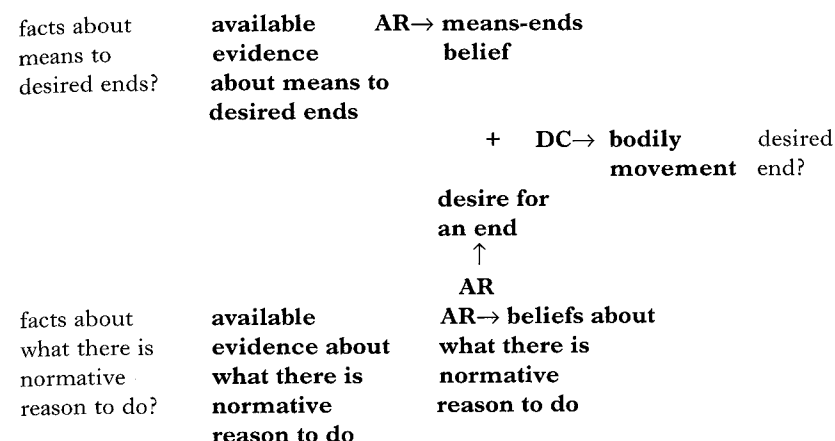 facts about available AR→ means-ends
means to evidence belief
desired ends? about means to
desired ends
+ DC→ bodily desired
movement end?
desire for
an end
↑
AR
facts about available AR→ beliefs about
what there is evidence about what there is
normative what there is normative
reason to do? normative reason to do
reason to do